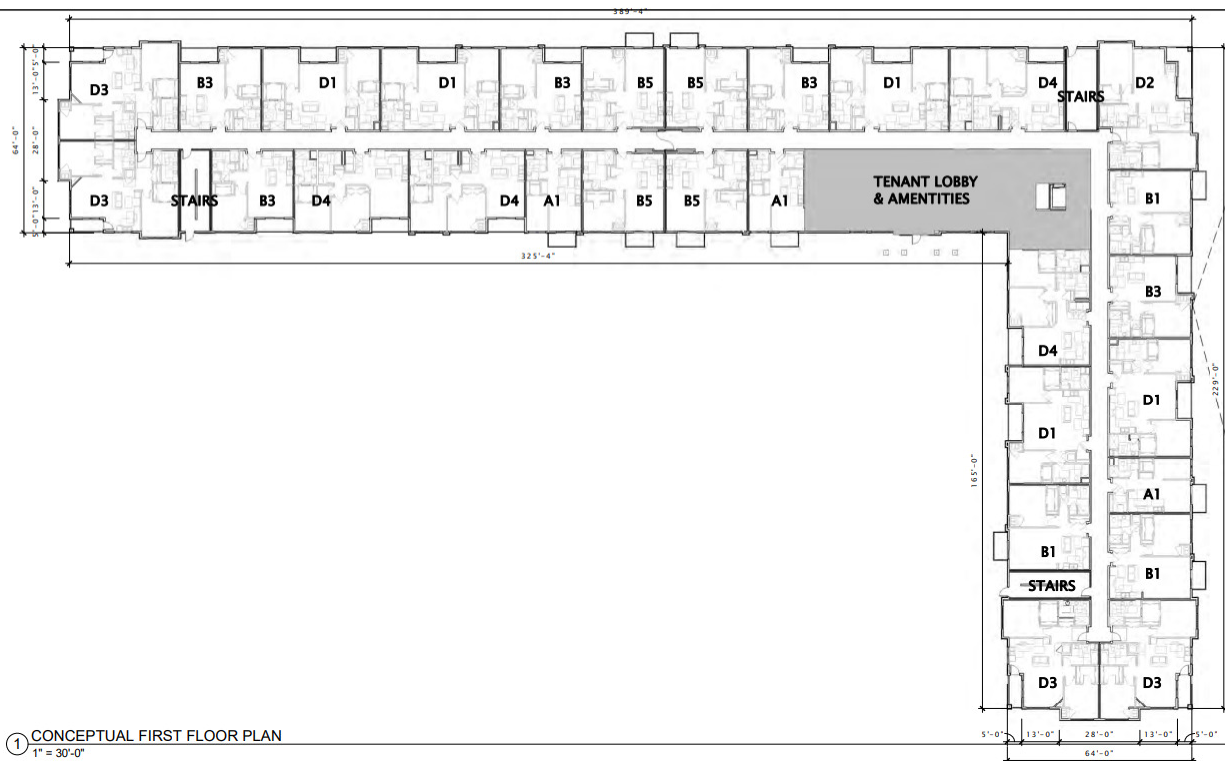 389'-4"
D3
B3
D1
D1
B3
B5
B5
B3
D1
D4
STAIRS
D2
5'-0"
13'-0"
28'-0"
13'-0"
5'-0"
64'-0"
D3
STAIRS
B3
D4
D4
A1
B5
B5
A1
TENANT LOBBY
& AMENTITIES
B1
325'-4"
B3
D4
D1
D1
229'-0"
165'-0"
A1
B1
B1
STAIRS
D3
D3
5'-0"
13'-0"
28'-0"
13'-0"
5'-0"
64'-0"
1
CONCEPTUAL FIRST FLOOR PLAN
1" = 30'-0"